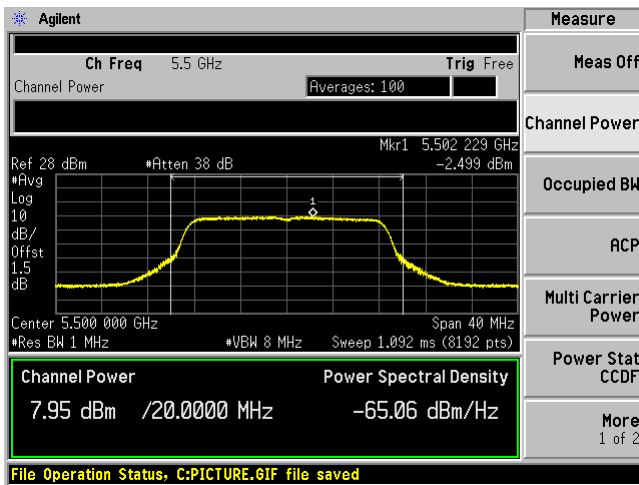 Agilent
Measure
Ch Freq 5.5 GHz Trig Free
Channel Power Averages: 100
Meas Off
Channel Power
Occupied BW
ACP
Multi Carrier
Power
Power Stat
CCDF
More
1 of 2
Mkr1 5.502 229 GHz
Ref 28 dBm #Atten 38 dB -2.499 dBm
#Avg
Log
10
dB/
Offst
1.5
dB
1
Center 5.500 000 GHz Span 40 MHz
#Res BW 1 MHz #VBW 8 MHz Sweep 1.092 ms (8192 pts)
Channel Power Power Spectral Density
7.95 dBm /20.0000 MHz -65.06 dBm/Hz
File Operation Status, C:PICTURE.GIF file saved